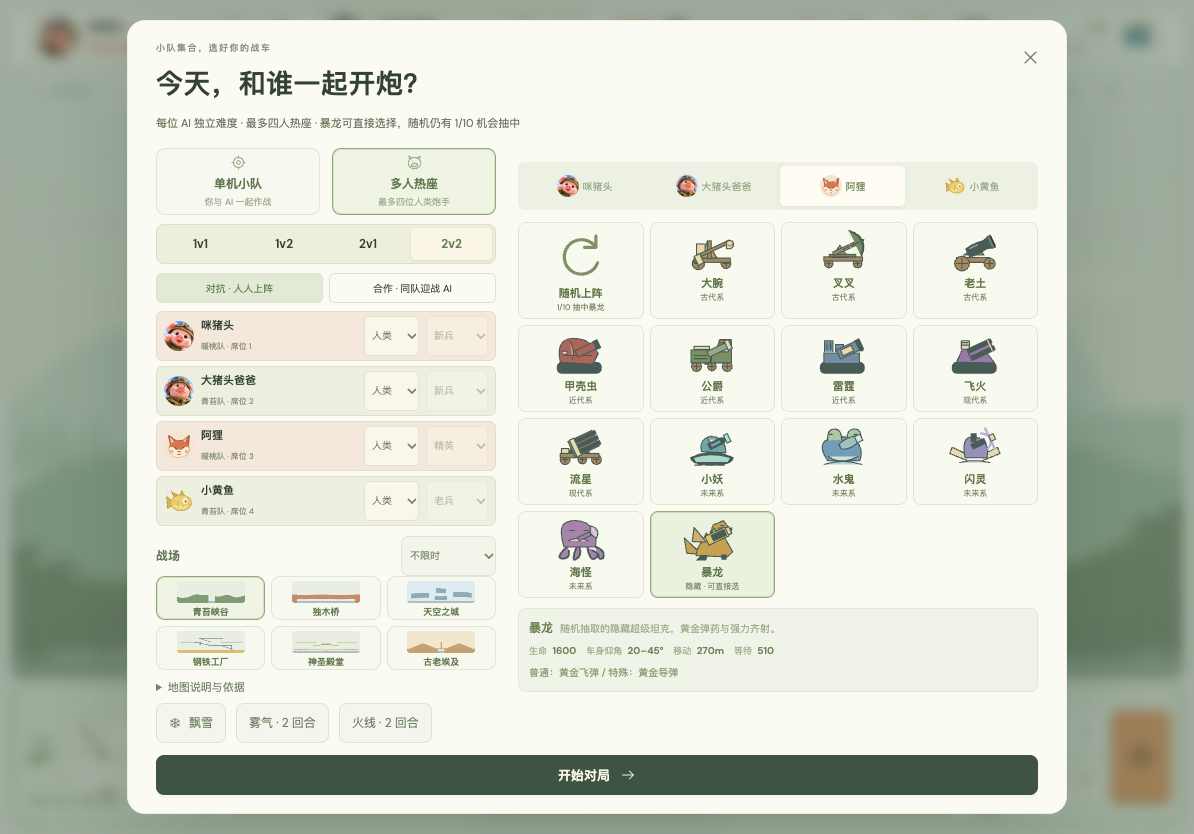 小队集合，选好你的战车
今天，和谁一起开炮?
每位 AI 独立难度 · 最多四人热座 · 暴龙可直接选择，随机仍有 1/10 机会抽中
单机小队
你与 AI 一起作战
多人热座
最多四位人类炮手
1v1
1v2
2v1
2v2
对抗 · 人人上阵
合作 · 同队迎战 AI
咪猪头
暖桃队 · 席位 1
人类
新兵
大猪头爸爸
青苔队 · 席位 2
人类
新兵
阿狸
暖桃队 · 席位 3
人类
精英
小黄鱼
青苔队 · 席位 4
人类
老兵
战场
不限时
青苔峡谷
独木桥
天空之城
钢铁工厂
神圣殿堂
古老埃及
地图说明与依据
飘雪
雾气 · 2 回合
火线 · 2 回合
咪猪头
大猪头爸爸
阿狸
小黄鱼
随机上阵
1/10 抽中暴龙
大腕
古代系
叉叉
古代系
老土
古代系
甲壳虫
近代系
公爵
近代系
雷霆
近代系
飞火
现代系
流星
现代系
小妖
未来系
水鬼
未来系
闪灵
未来系
海怪
未来系
暴龙
隐藏 · 可直接选
暴龙 随机抽取的隐藏超级坦克，黄金弹药与强力齐射。
生命 1600 车身仰角 20–45° 移动 270m 等待 510
普通：黄金飞弹 / 特殊：黄金导弹
开始对局 →